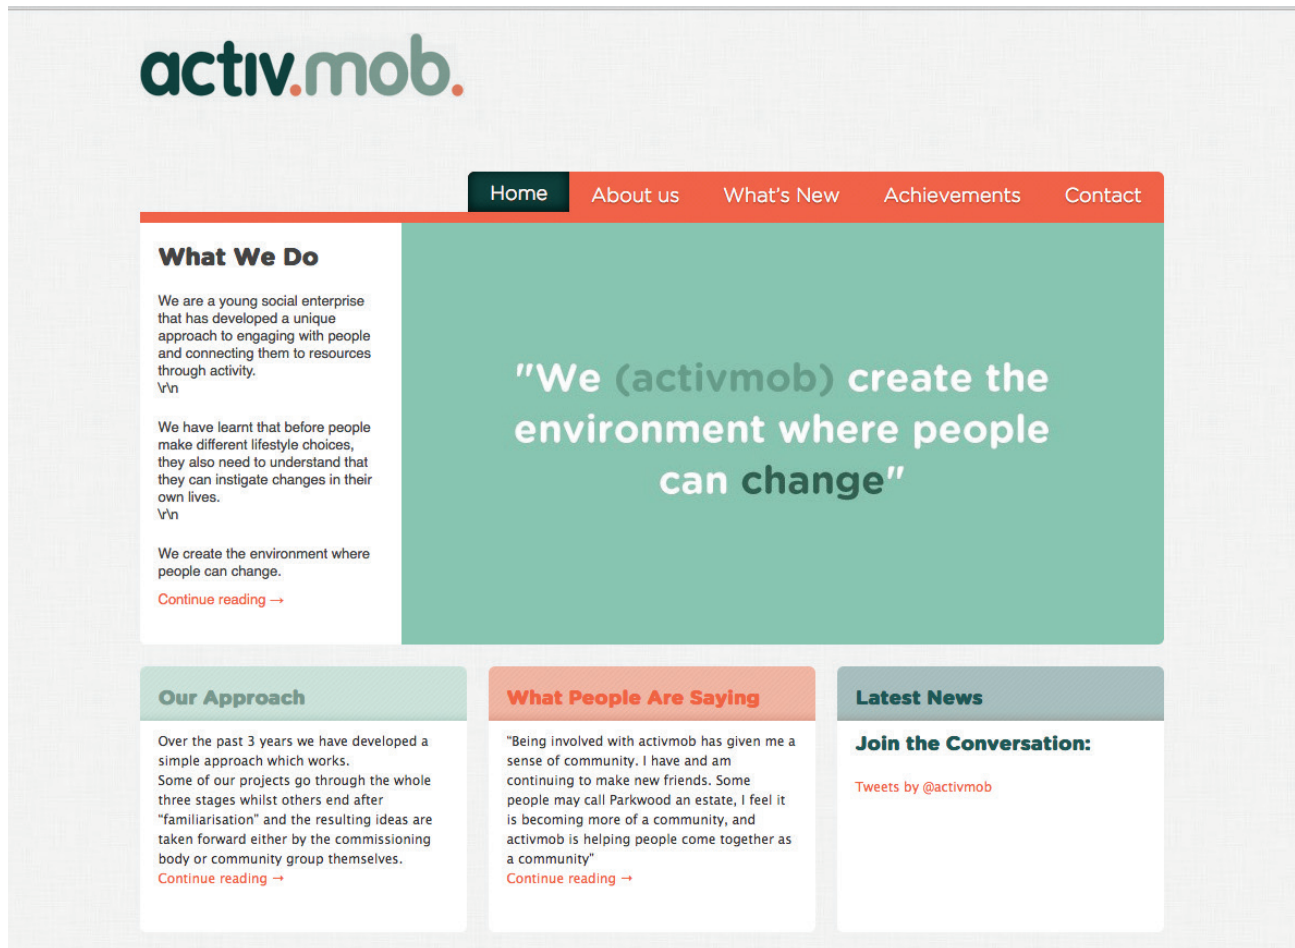 activ.mob.
Home About us What's New Achievements Contact
What We Do
We are a young social enterprise
that has developed a unique
approach to engaging with people
and connecting them to resources
through activity.
\r\n
We have learnt that before people
make different lifestyle choices,
they also need to understand that
they can instigate changes in their
own lives.
\r\n
We create the environment where
people can change.
Continue reading →
"We (activmob) create the
environment where people
can change"
Our Approach
Over the past 3 years we have developed a
simple approach which works.
Some of our projects go through the whole
three stages whilst others end after
“familiarisation” and the resulting ideas are
taken forward either by the commissioning
body or community group themselves.
Continue reading →
What People Are Saying
“Being involved with activmob has given me a
sense of community. I have and am
continuing to make new friends. Some
people may call Parkwood an estate, I feel it
is becoming more of a community, and
activmob is helping people come together as
a community”
Continue reading →
Latest News
Join the Conversation:
Tweets by @activmob